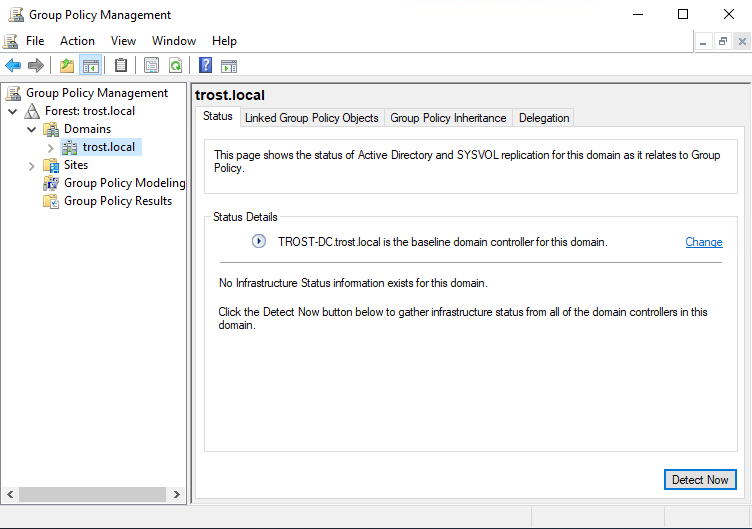 Group Policy Management
File Action View Window Help
Group Policy Management
Forest: trost.local
Domains
trost.local
Sites
Group Policy Modeling
Group Policy Results
trost.local
Status Linked Group Policy Objects Group Policy Inheritance Delegation
This page shows the status of Active Directory and SYSVOL replication for this domain as it relates to Group
Policy.
Status Details
TROST-DC.trost.local is the baseline domain controller for this domain. Change
No Infrastructure Status information exists for this domain.
Click the Detect Now button below to gather infrastructure status from all of the domain controllers in this
domain.
Detect Now